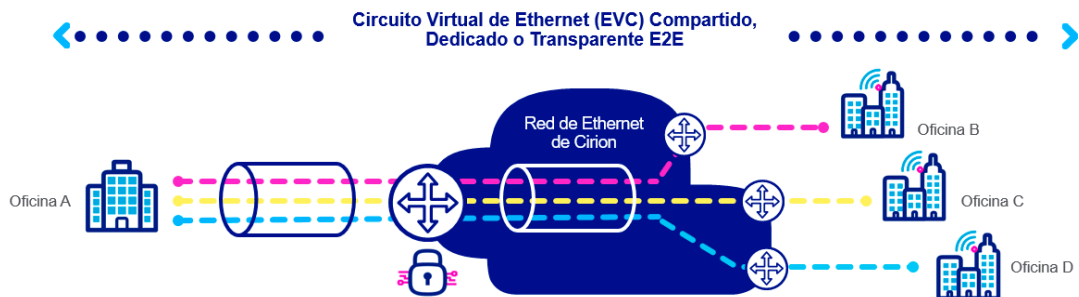 Circuito Virtual de Ethernet (EVC) Compartido,
Dedicado o Transparente E2E
Red de Ethernet
de Cirion
Oficina A
Oficina B
Oficina C
Oficina D